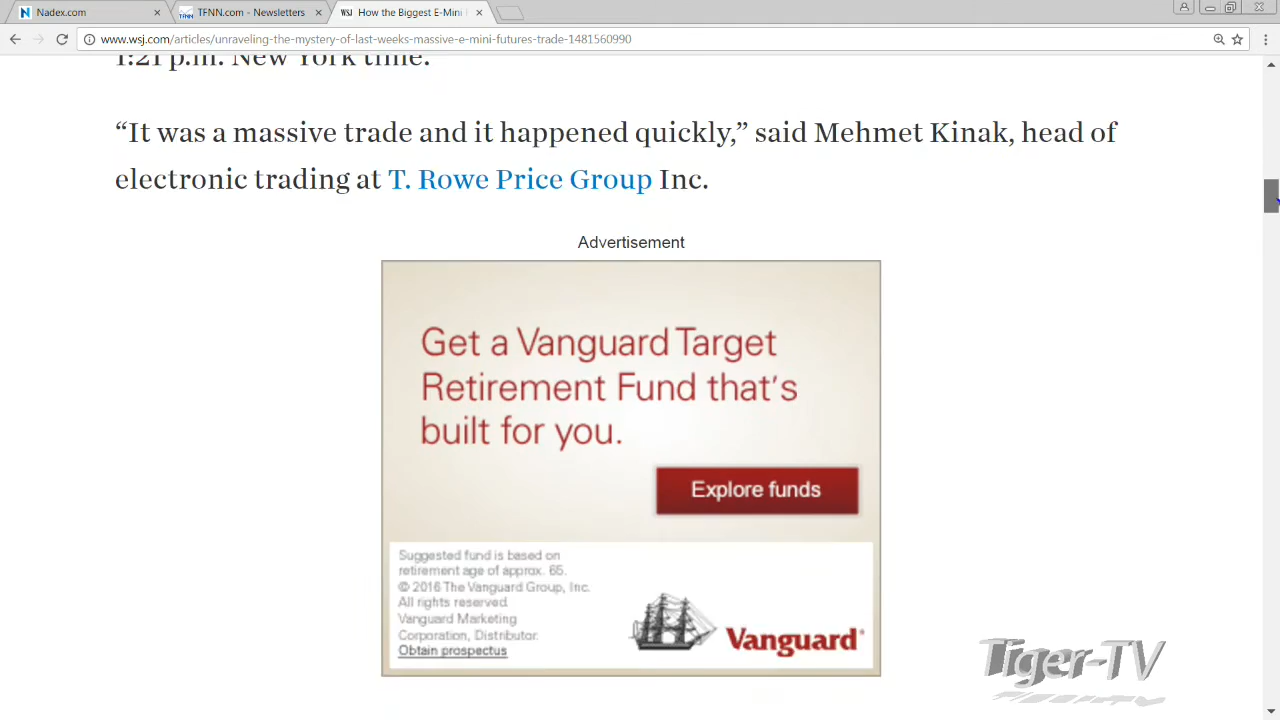 Nadex.com
TFNN.com - Newsletters
WSJ How the Biggest E-Mini
www.wsj.com/articles/unraveling-the-mystery-of-last-weeks-massive-e-mini-futures-trade-1481560990
1:21 p.m. New York time.
“It was a massive trade and it happened quickly,” said Mehmet Kinak, head of
electronic trading at T. Rowe Price Group Inc.
Advertisement
Get a Vanguard Target
Retirement Fund that's
built for you.
Explore funds
Suggested fund is based on
retirement age of approx. 65.
© 2016 The Vanguard Group, Inc.
All rights reserved.
Vanguard Marketing
Corporation, Distributor.
Obtain prospectus
Vanguard®
Tiger-TV